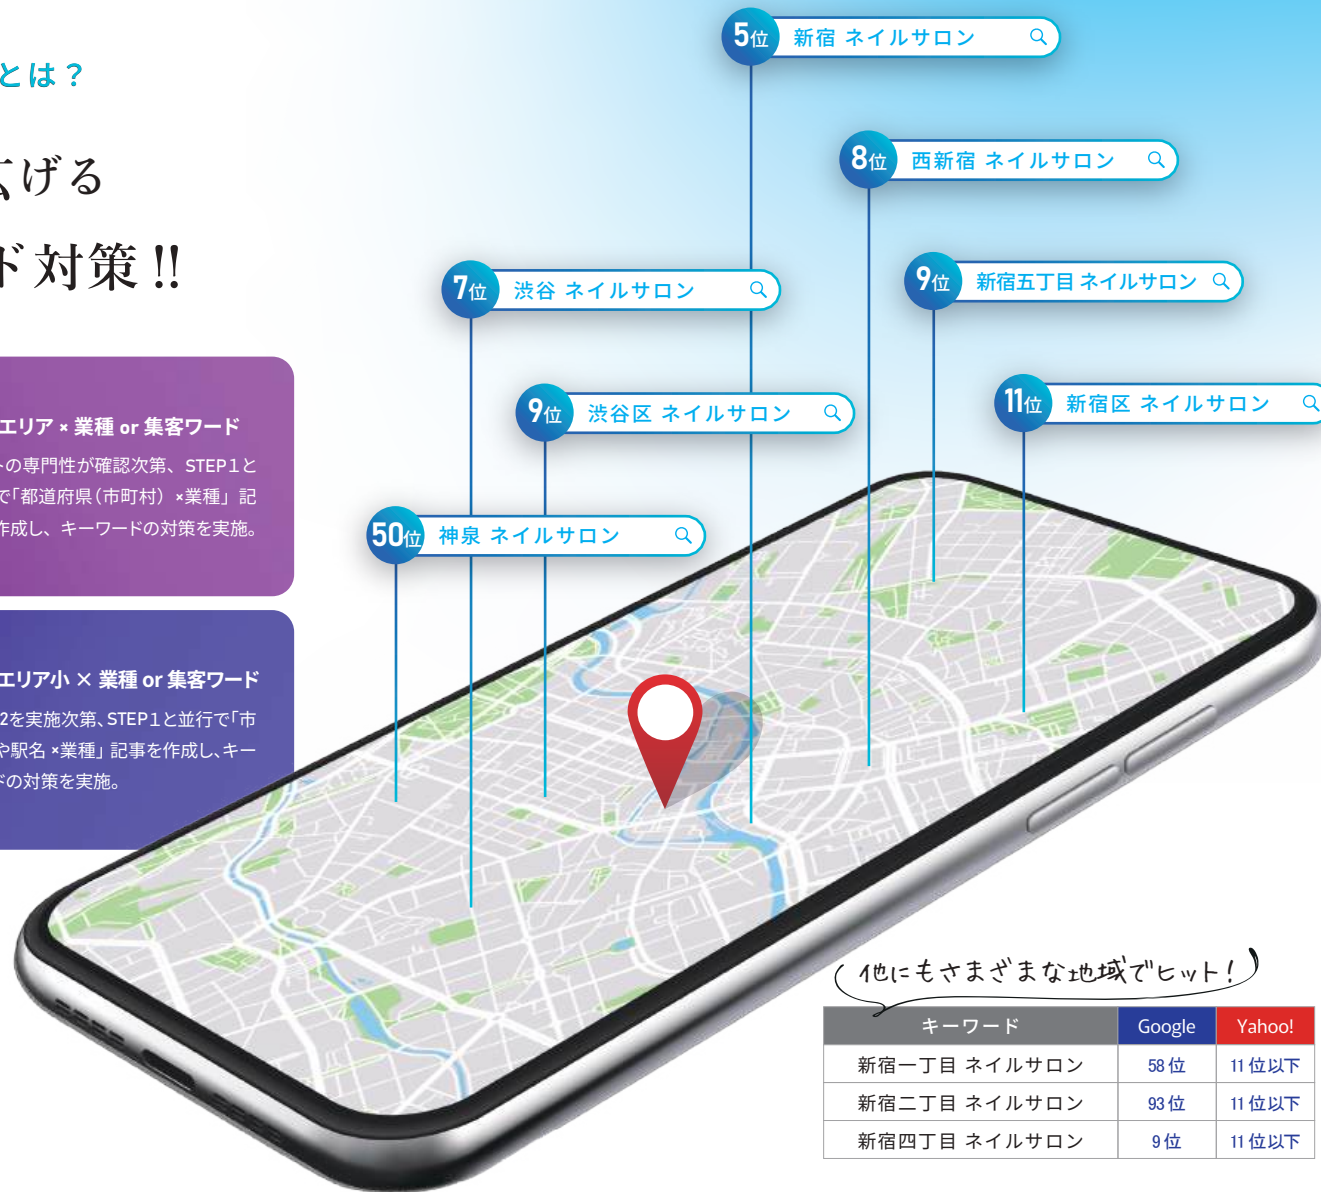 とは？
広げる
ド対策!!
エリア × 業種 or 集客ワード
トの専門性が確認次第、STEP1と
で「都道府県（市町村）×業種」記
作成し、キーワードの対策を実施。
エリア小 × 業種 or 集客ワード
2を実施次第、STEP1と並行で「市
や駅名×業種」記事を作成し、キー
ドの対策を実施。
5位 新宿 ネイルサロン
8位 西新宿 ネイルサロン
7位 渋谷 ネイルサロン
9位 新宿五丁目 ネイルサロン
9位 渋谷区 ネイルサロン
11位 新宿区 ネイルサロン
50位 神泉 ネイルサロン
他にもさまざまな地域でヒット！
キーワード Google Yahoo!
新宿一丁目 ネイルサロン 58位 11位以下
新宿二丁目 ネイルサロン 93位 11位以下
新宿四丁目 ネイルサロン 9位 11位以下